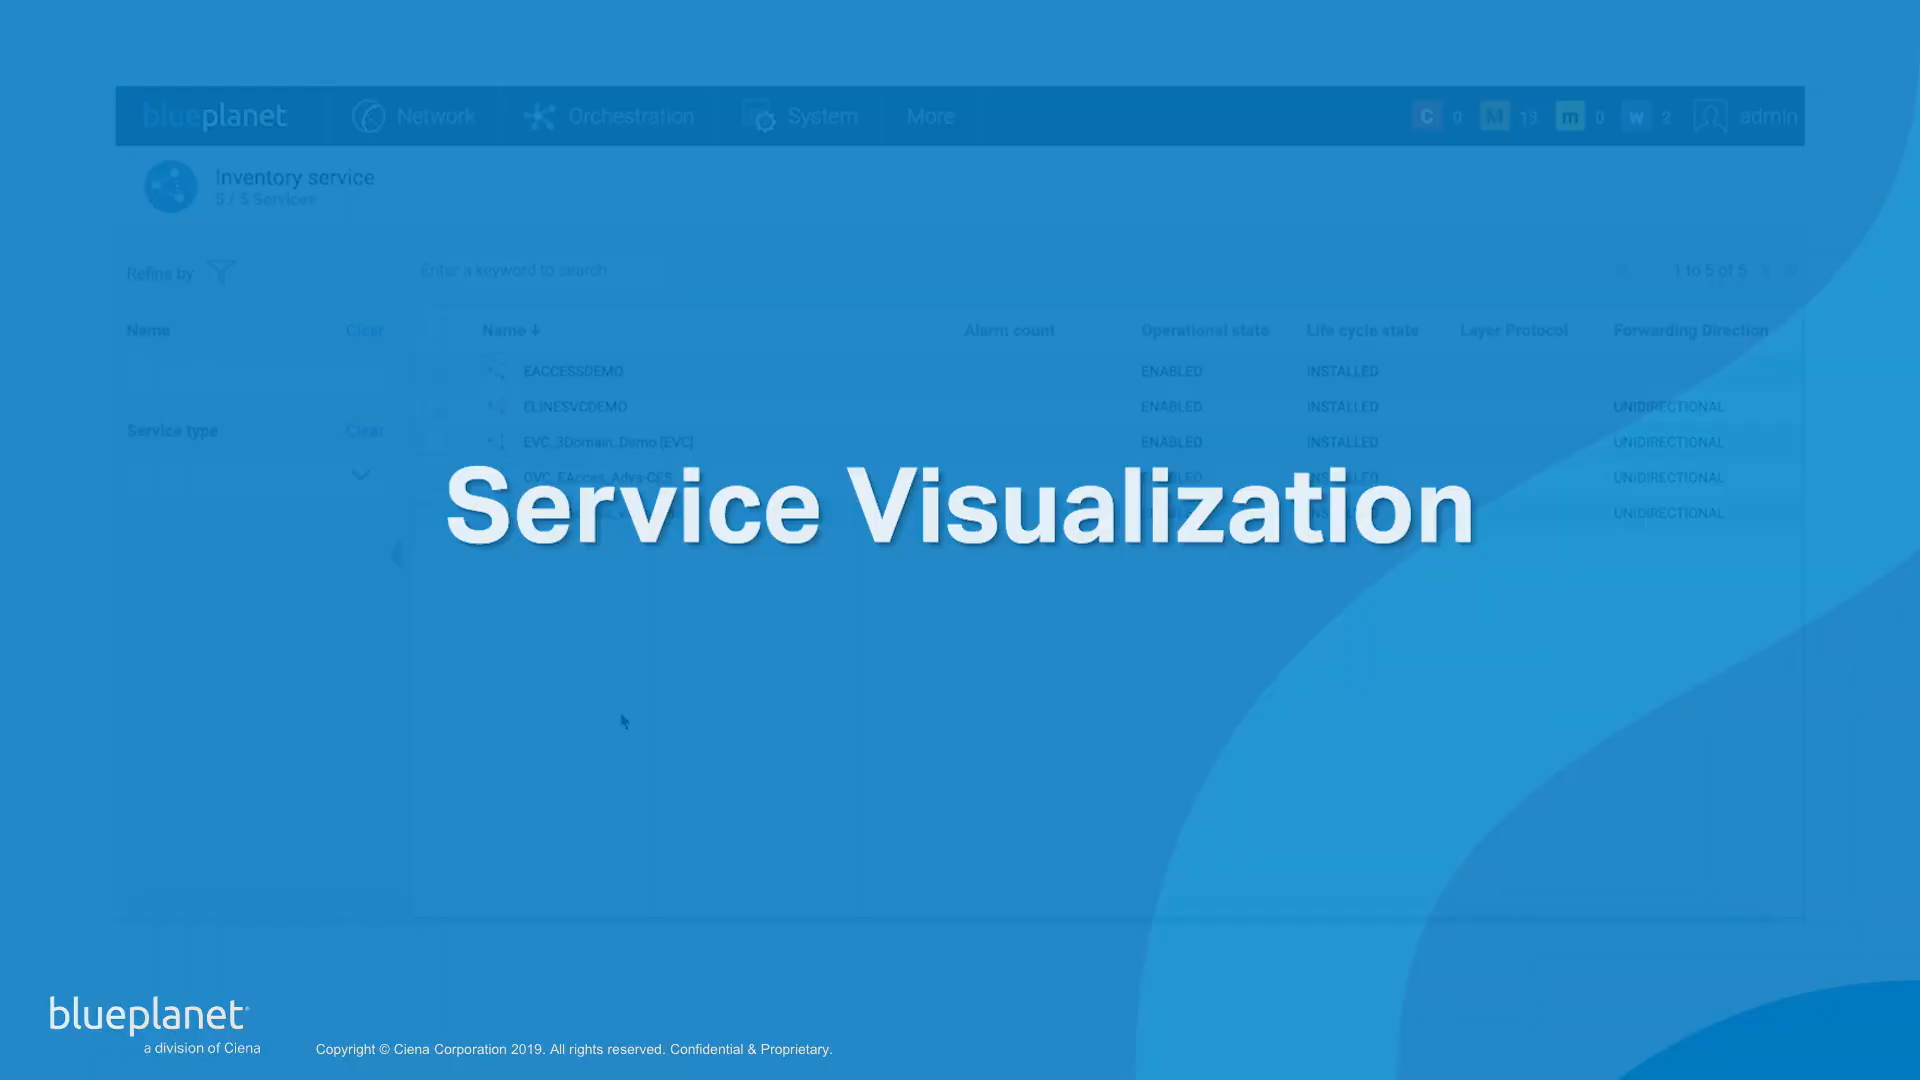 blueplanet Network Orchestration System More C 0 M 13 m 0 w 2 admin
Inventory service
5 / 5 Services
Refine by
Enter a keyword to search
1 to 5 of 5
Name Clear
Name Alarm count Operational state Life cycle state Layer Protocol Forwarding Direction
EACCESSDEMO ENABLED INSTALLED
ELINESVCDEMO ENABLED INSTALLED UNIDIRECTIONAL
Service type Clear
EVC_3Domain_Demo [EVC] ENABLED INSTALLED UNIDIRECTIONAL
UNIDIRECTIONAL
UNIDIRECTIONAL
Service Visualization
blueplanet
a division of Ciena
Copyright © Ciena Corporation 2019. All rights reserved. Confidential & Proprietary.